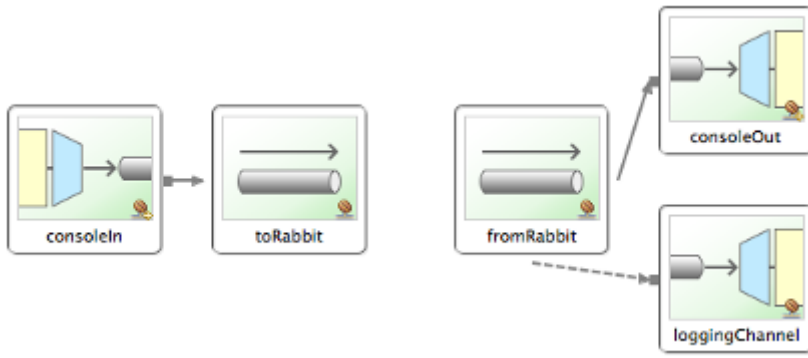 consoleIn
toRabbit
fromRabbit
consoleOut
loggingChannel